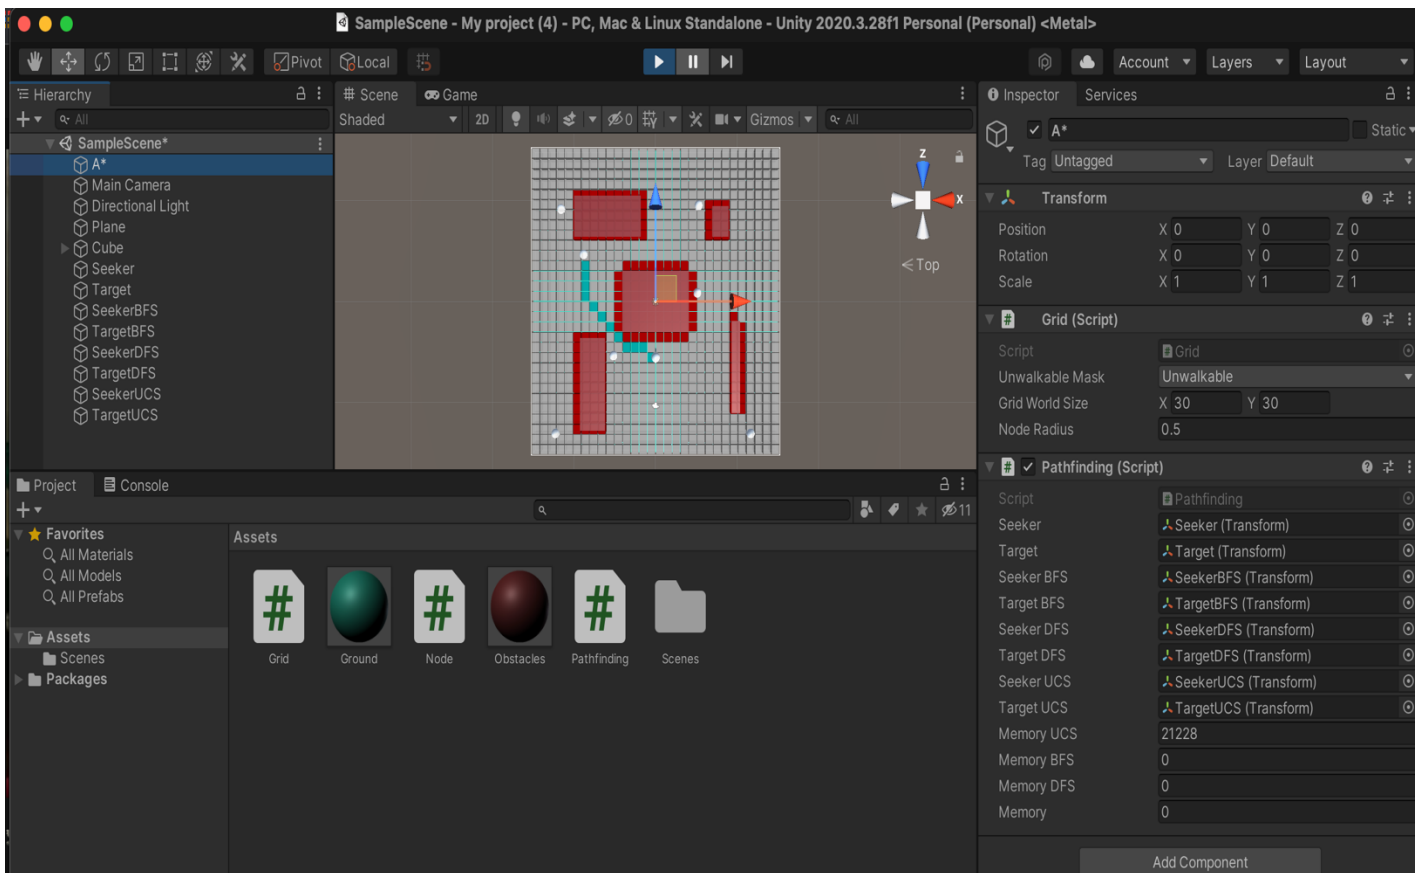 SampleScene - My project (4) - PC, Mac & Linux Standalone - Unity 2020.3.28f1 Personal (Personal) <Metal>
Pivot Local Account Layers Layout
Hierarchy
All
SampleScene*
A*
Main Camera
Directional Light
Plane
Cube
Seeker
Target
SeekerBFS
TargetBFS
SeekerDFS
TargetDFS
SeekerUCS
TargetUCS
Scene Game
Shaded 2D 0 Gizmos All
z
x
Top
Inspector Services
A* Static
Tag Untagged Layer Default
Transform
Position X 0 Y 0 Z 0
Rotation X 0 Y 0 Z 0
Scale X 1 Y 1 Z 1
# Grid (Script)
Script Grid
Unwalkable Mask Unwalkable
Grid World Size X 30 Y 30
Node Radius 0.5
# Pathfinding (Script)
Script Pathfinding
Seeker Seeker (Transform)
Target Target (Transform)
Seeker BFS SeekerBFS (Transform)
Target BFS TargetBFS (Transform)
Seeker DFS SeekerDFS (Transform)
Target DFS TargetDFS (Transform)
Seeker UCS SeekerUCS (Transform)
Target UCS TargetUCS (Transform)
Memory UCS 21228
Memory BFS 0
Memory DFS 0
Memory 0
Add Component
Project Console
11
Favorites
All Materials
All Models
All Prefabs
Assets
Scenes
Packages
Assets
# # #
Grid Ground Node Obstacles Pathfinding Scenes